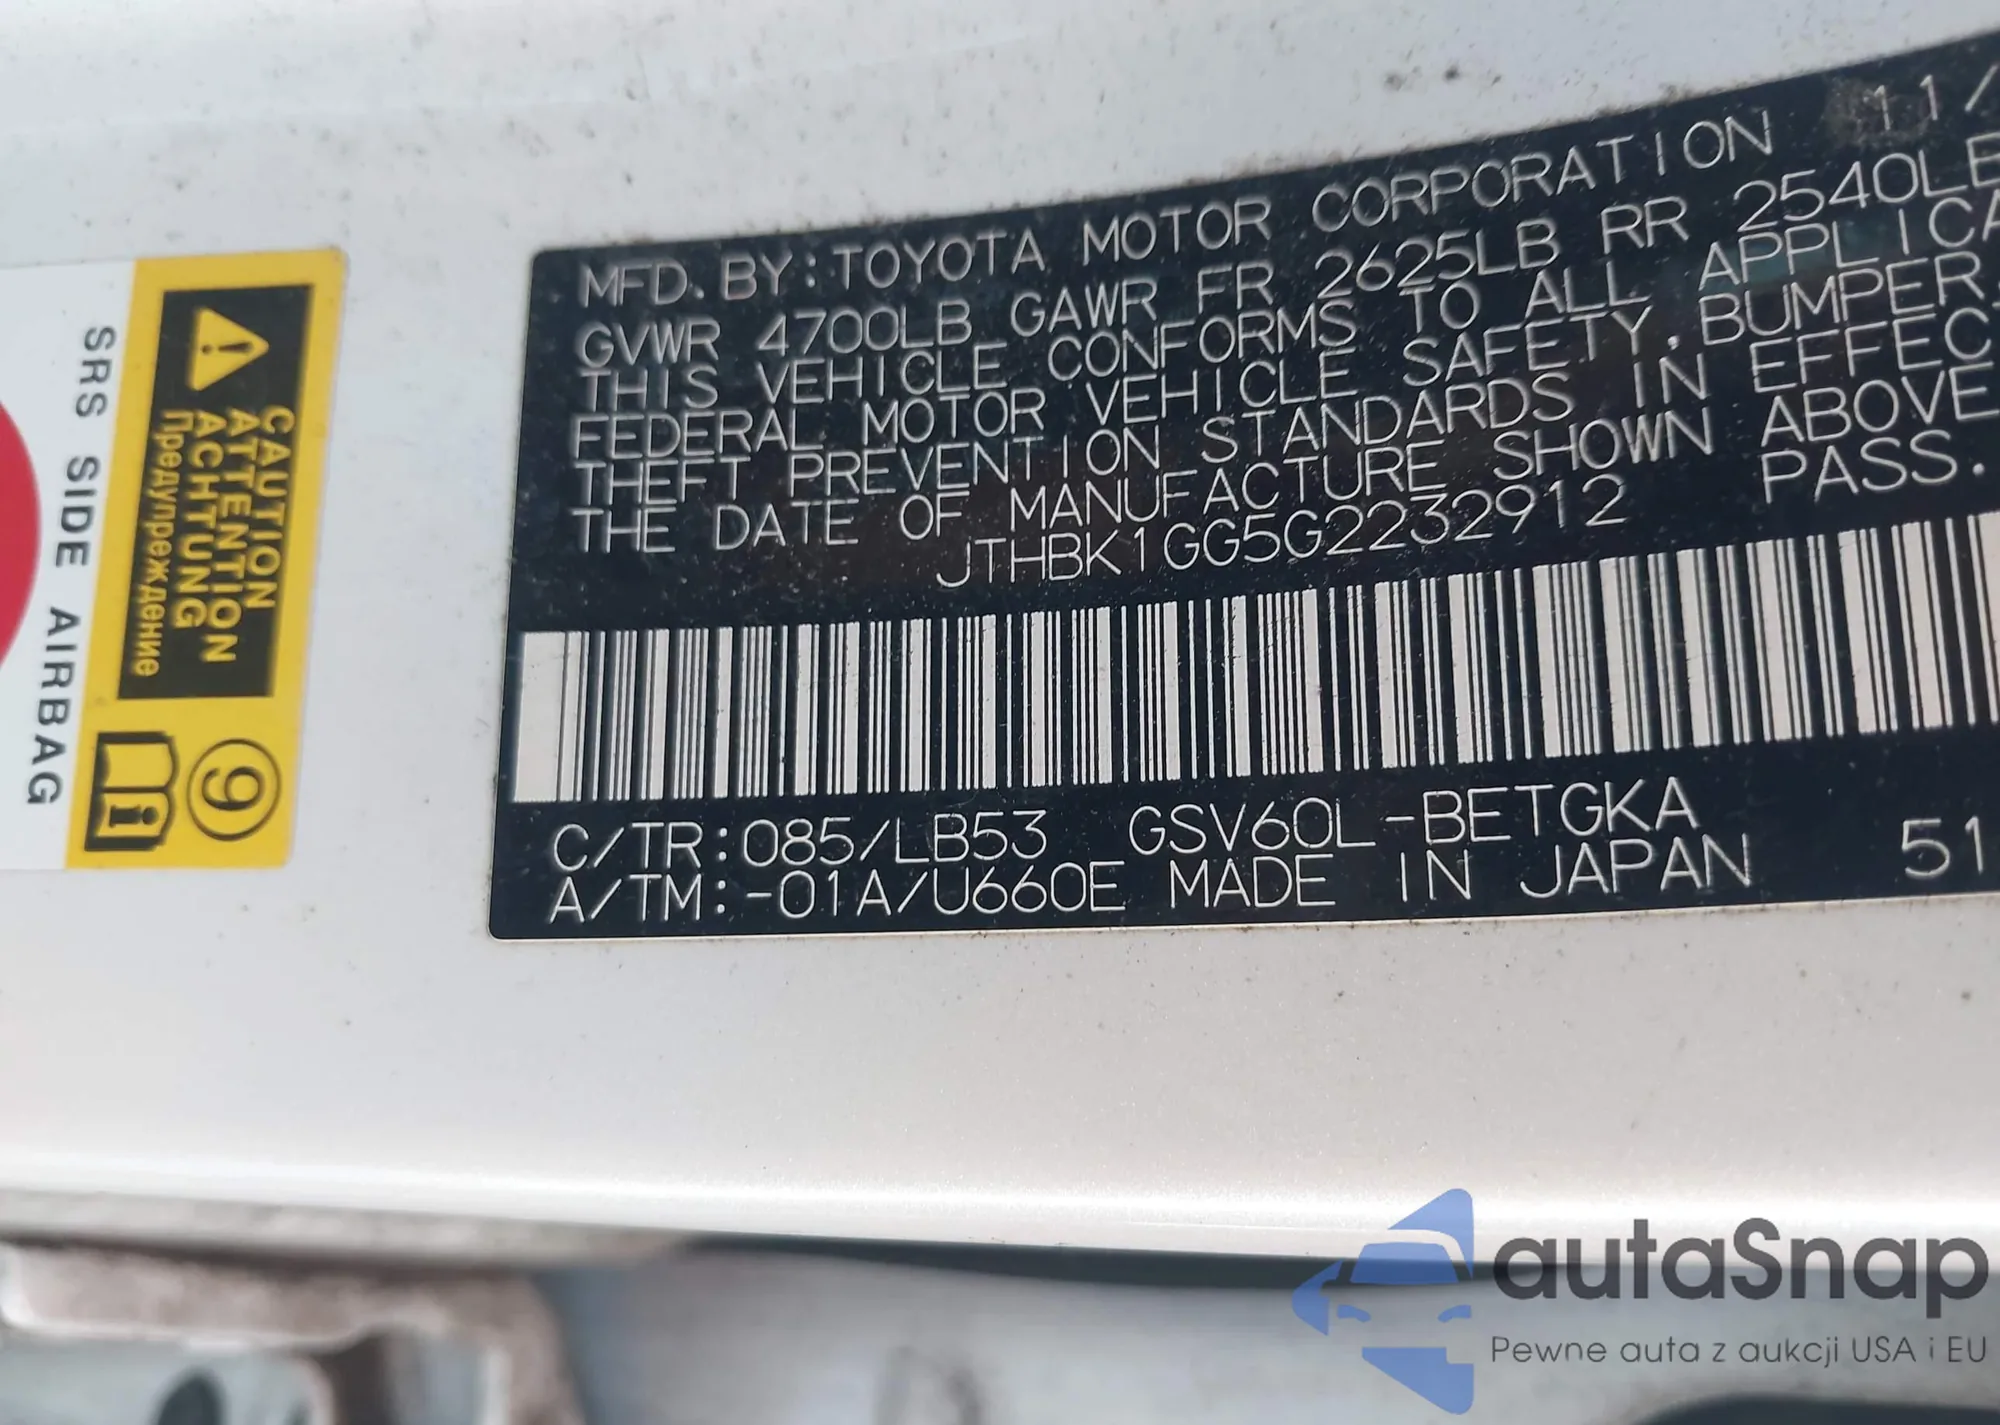 MFD. BY:TOYOTA MOTOR CORPORATION 11/
GVWR 4700LB GAWR FR 2625LB RR 2540LB
THIS VEHICLE CONFORMS TO ALL APPLICA
FEDERAL MOTOR VEHICLE SAFETY, BUMPER,
THEFT PREVENTION STANDARDS IN EFFEC
THE DATE OF MANUFACTURE SHOWN ABOVE
JTHBK1GG5G2232912 PASS.
C/TR:085/LB53 GSV60L-BETGKA
A/TM:-01A/U660E MADE IN JAPAN 51
CAUTION
ATTENTION
ACHTUNG
Предупреждение
9
i
SRS SIDE AIRBAG
autaSnap
Pewne auta z aukcji USA i EU